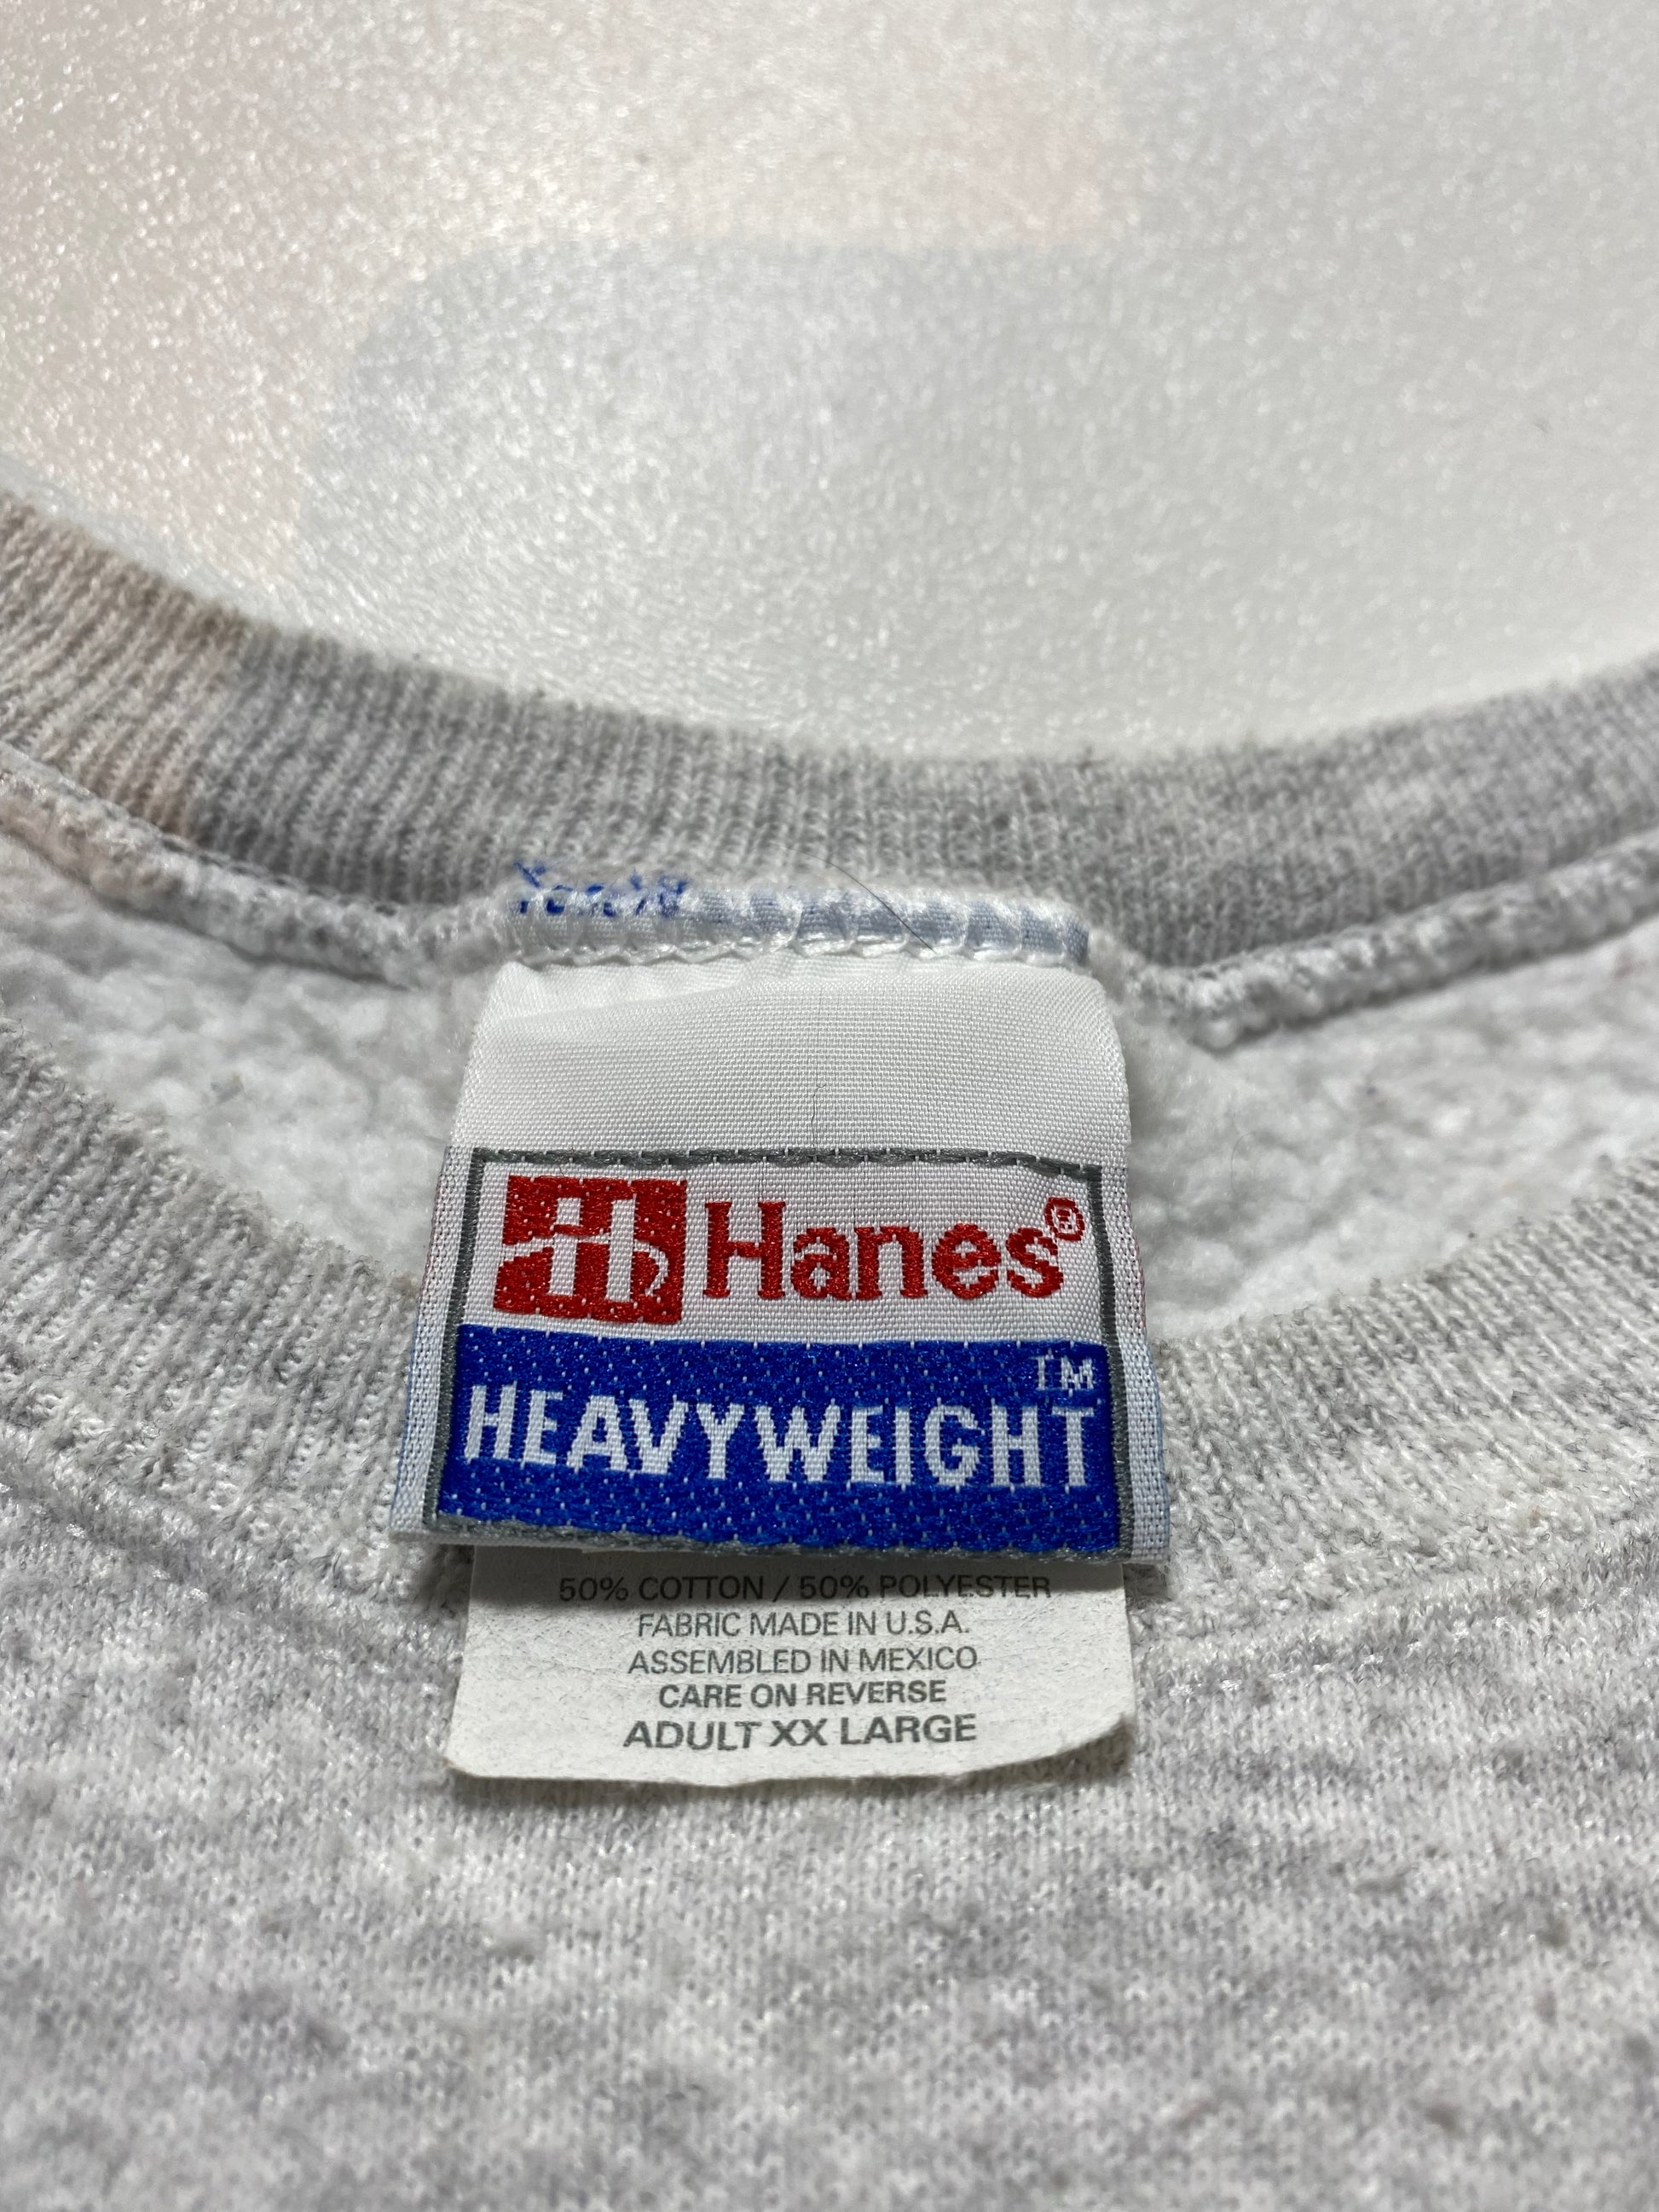 Hanes®
HEAVYWEIGHT™
50% COTTON / 50% POLYESTER
FABRIC MADE IN U.S.A.
ASSEMBLED IN MEXICO
CARE ON REVERSE
ADULT XX LARGE